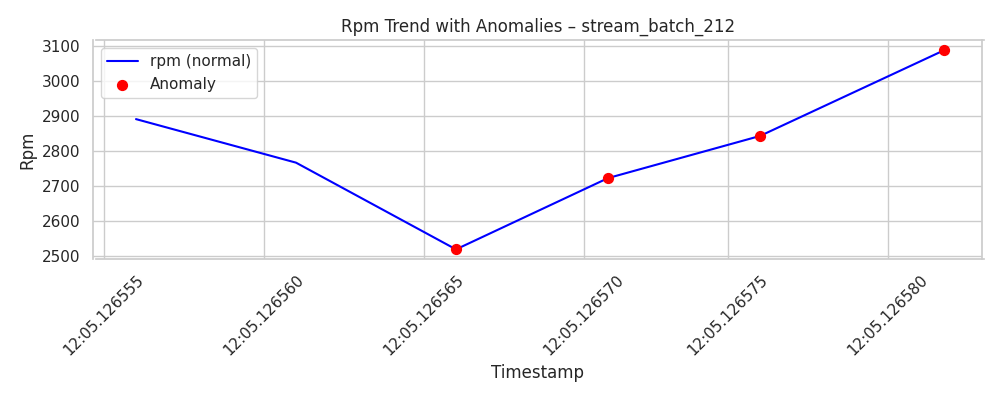 Rpm Trend with Anomalies – stream_batch_212
rpm (normal)
Anomaly
3100
3000
2900
2800
2700
2600
2500
Rpm
12:05.126555
12:05.126560
12:05.126565
12:05.126570
12:05.126575
12:05.126580
Timestamp